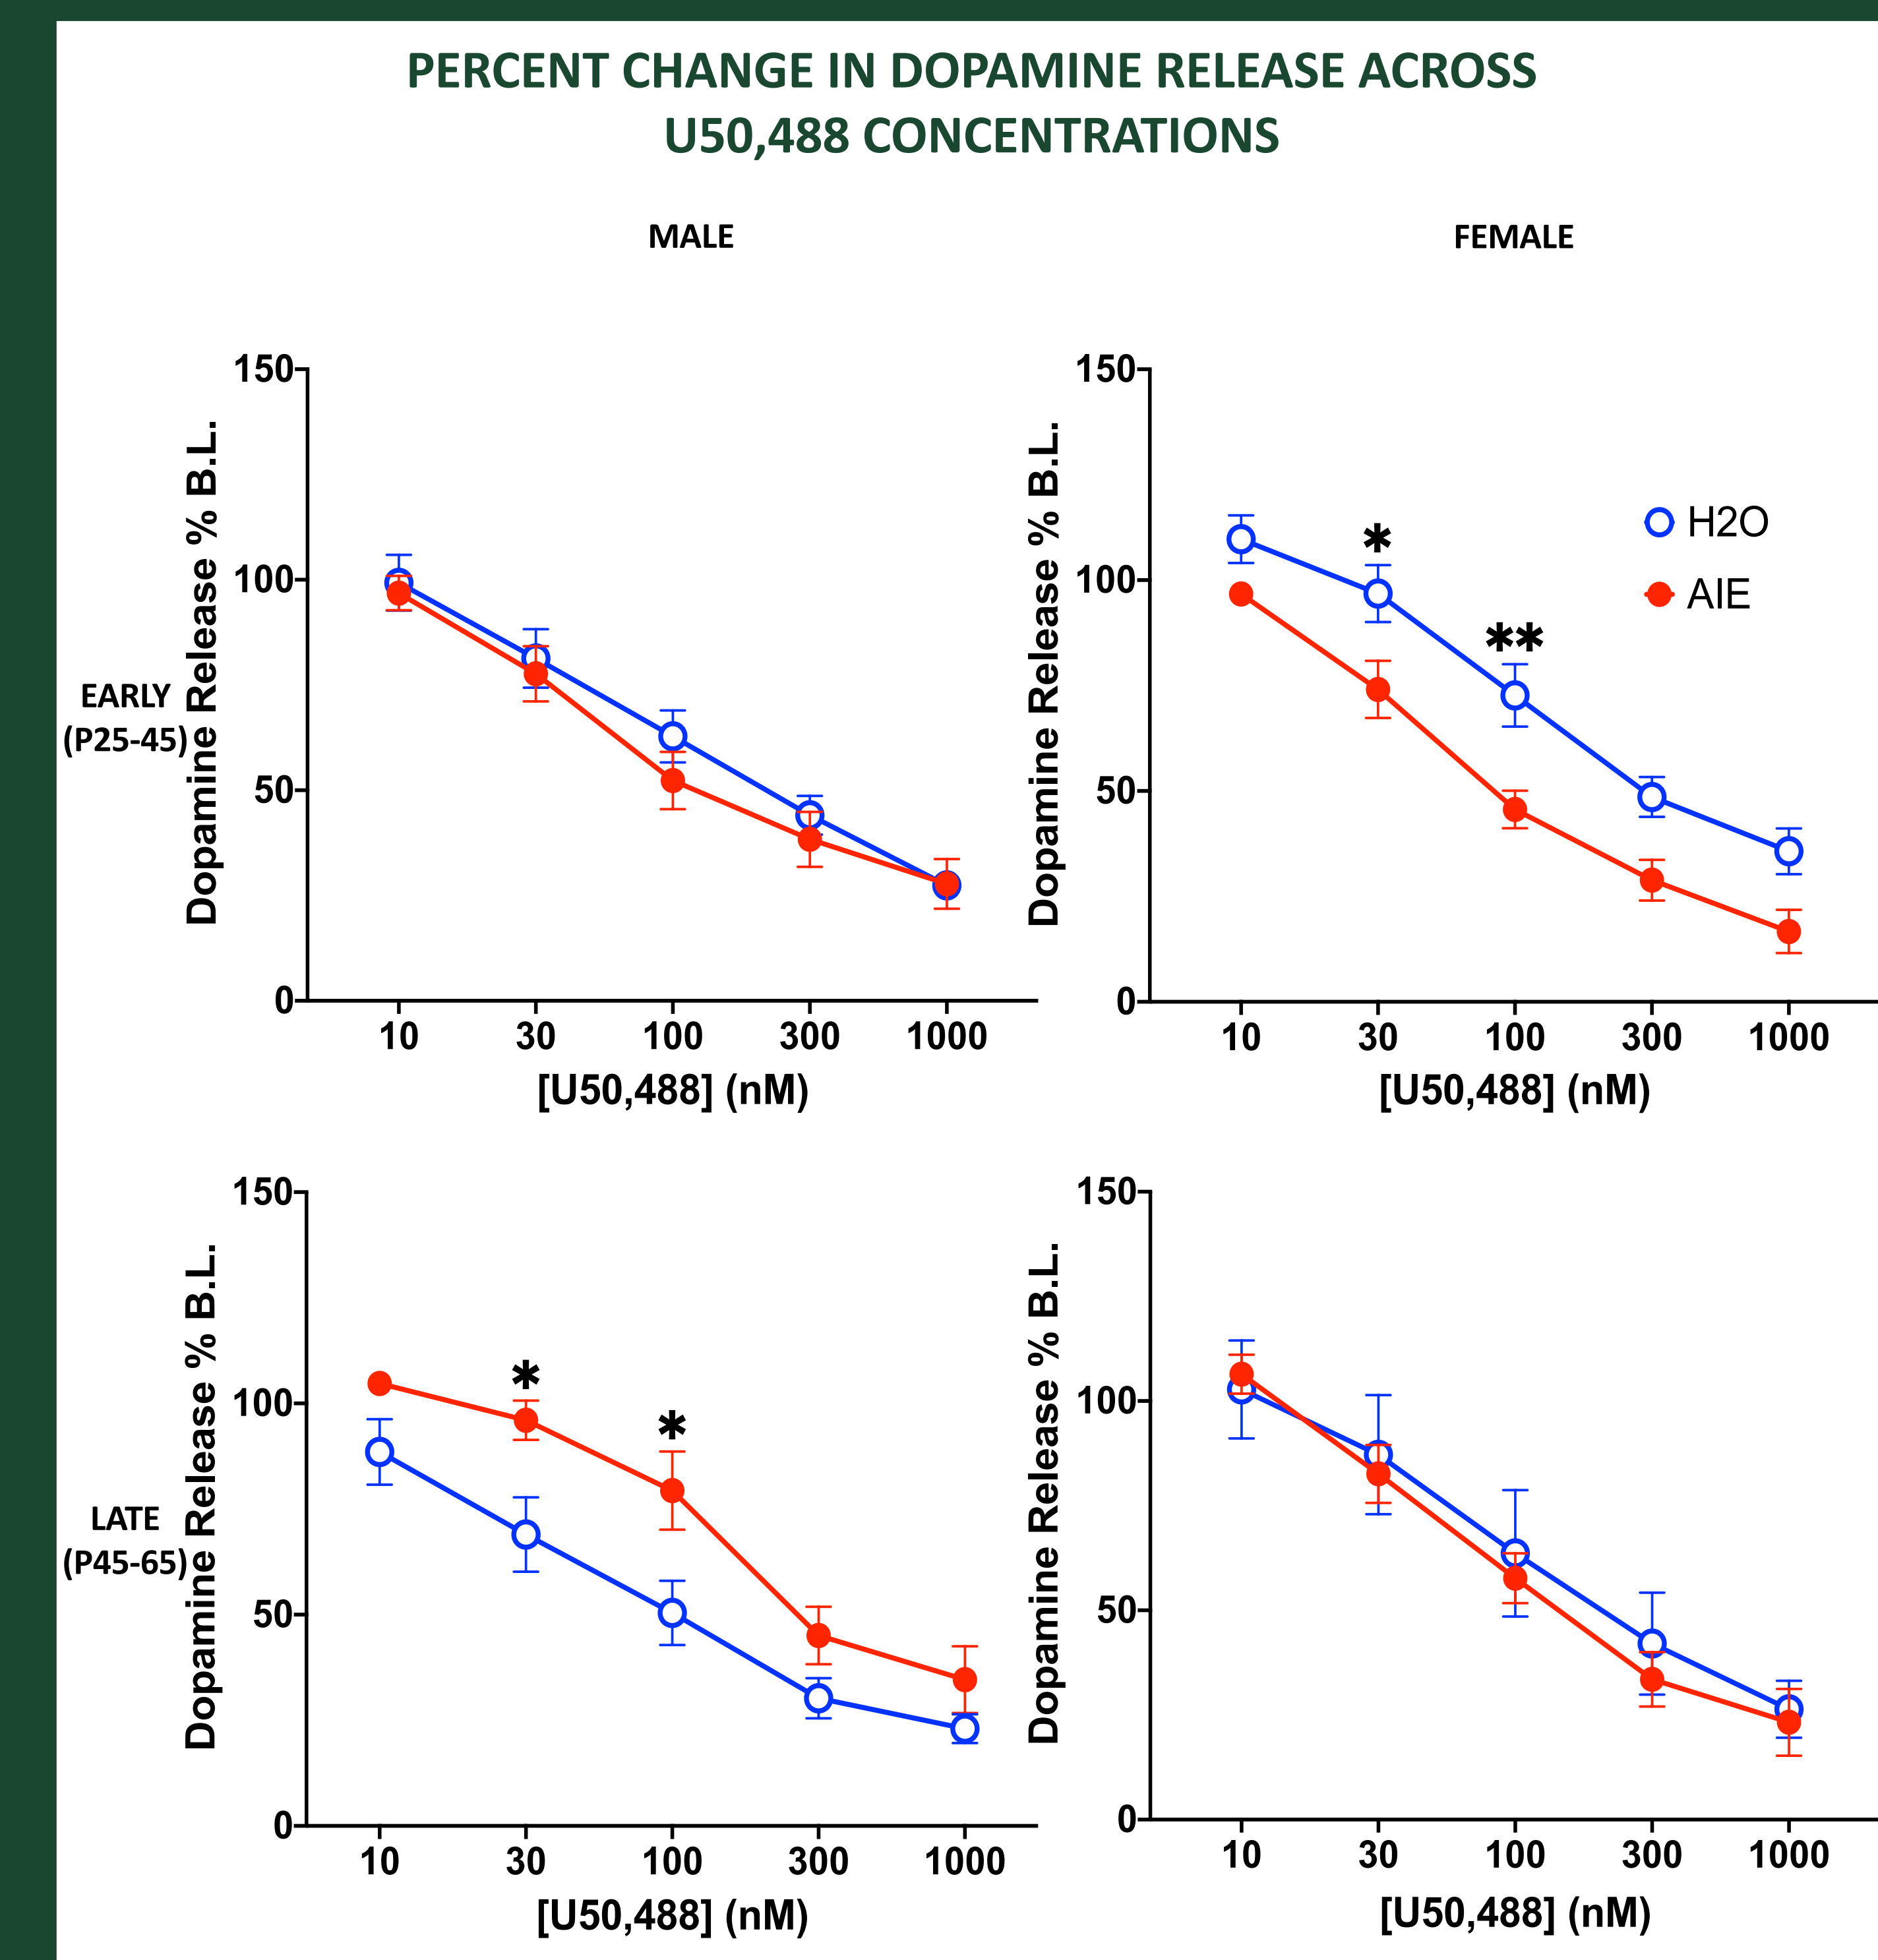 PERCENT CHANGE IN DOPAMINE RELEASE ACROSS
U50,488 CONCENTRATIONS
MALE
FEMALE
EARLY
(P25-45)
Dopamine Release % B.L.
150
100
50
0
10 30 100 300 1000
[U50,488] (nM)
Dopamine Release % B.L.
150
100
50
0
*
**
H2O
AIE
10 30 100 300 1000
[U50,488] (nM)
LATE
(P45-65)
Dopamine Release % B.L.
150
100
50
0
*
*
10 30 100 300 1000
[U50,488] (nM)
Dopamine Release % B.L.
150
100
50
0
10 30 100 300 1000
[U50,488] (nM)